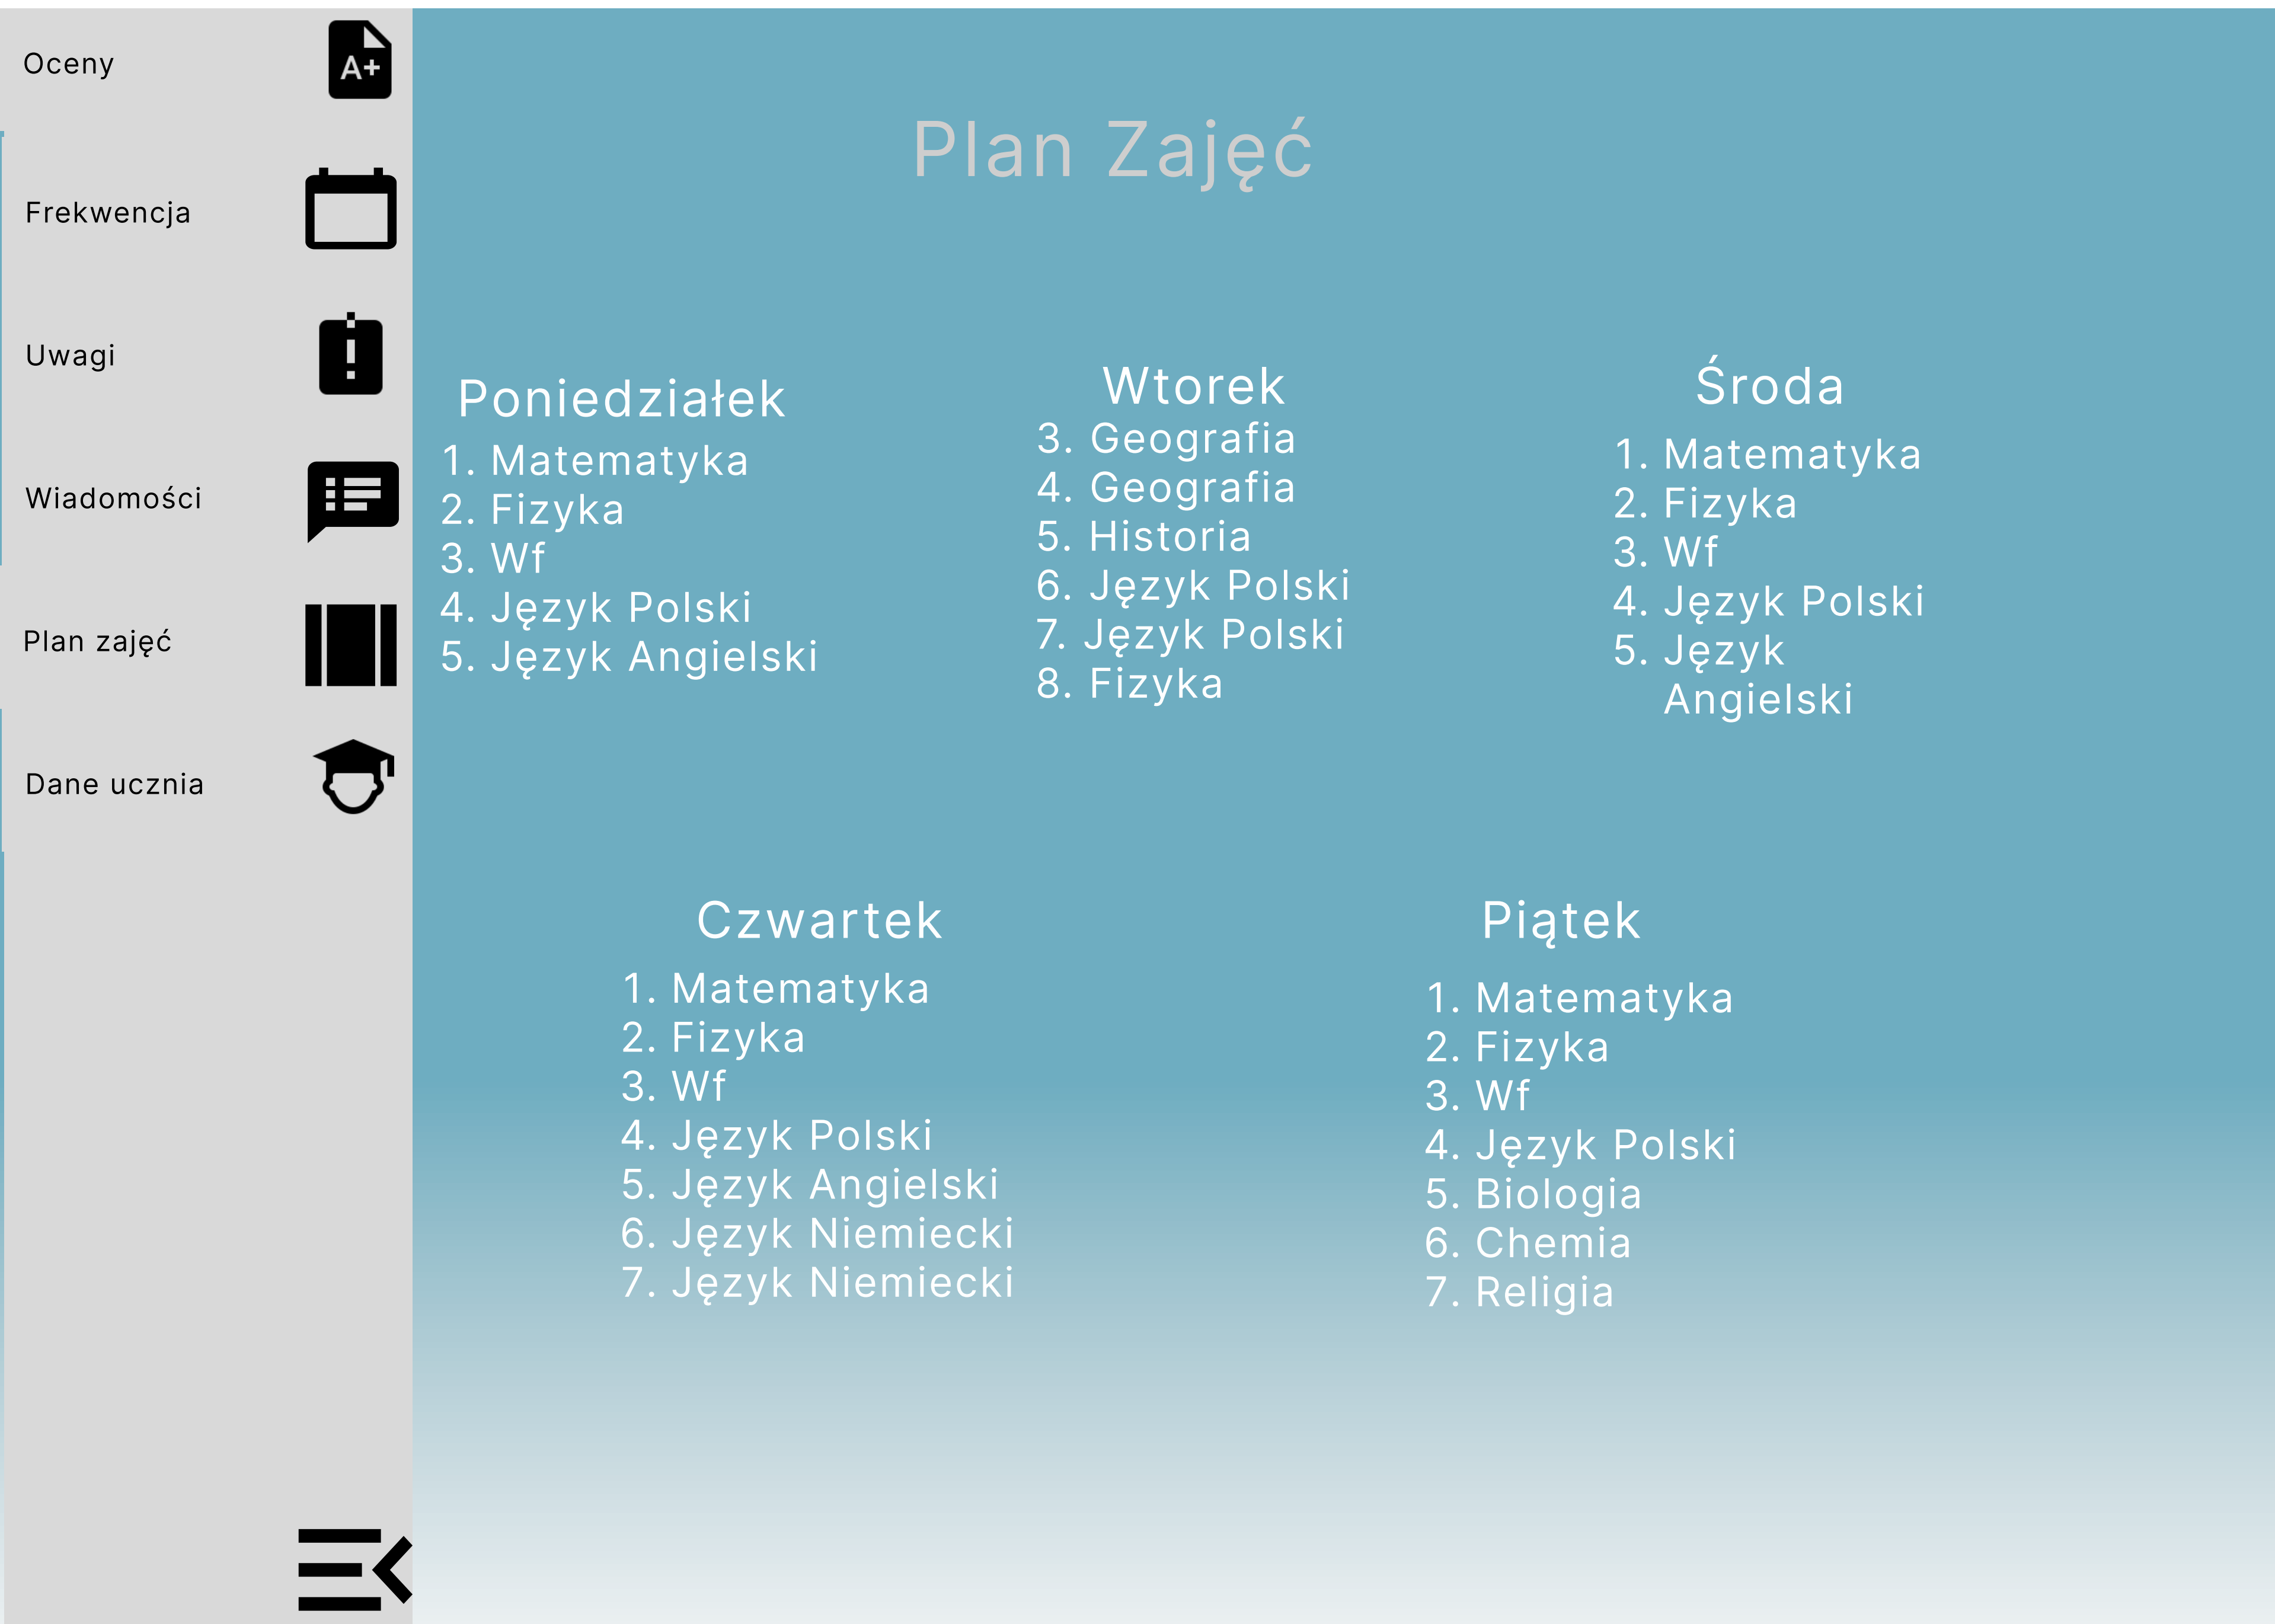 Oceny
A+
Frekwencja
Uwagi
Wiadomości
Plan zajęć
Dane ucznia
Plan Zajęć
Poniedziałek
1. Matematyka
2. Fizyka
3. Wf
4. Język Polski
5. Język Angielski
Wtorek
3. Geografia
4. Geografia
5. Historia
6. Język Polski
7. Język Polski
8. Fizyka
Środa
1. Matematyka
2. Fizyka
3. Wf
4. Język Polski
5. Język
Angielski
Czwartek
1. Matematyka
2. Fizyka
3. Wf
4. Język Polski
5. Język Angielski
6. Język Niemiecki
7. Język Niemiecki
Piątek
1. Matematyka
2. Fizyka
3. Wf
4. Język Polski
5. Biologia
6. Chemia
7. Religia